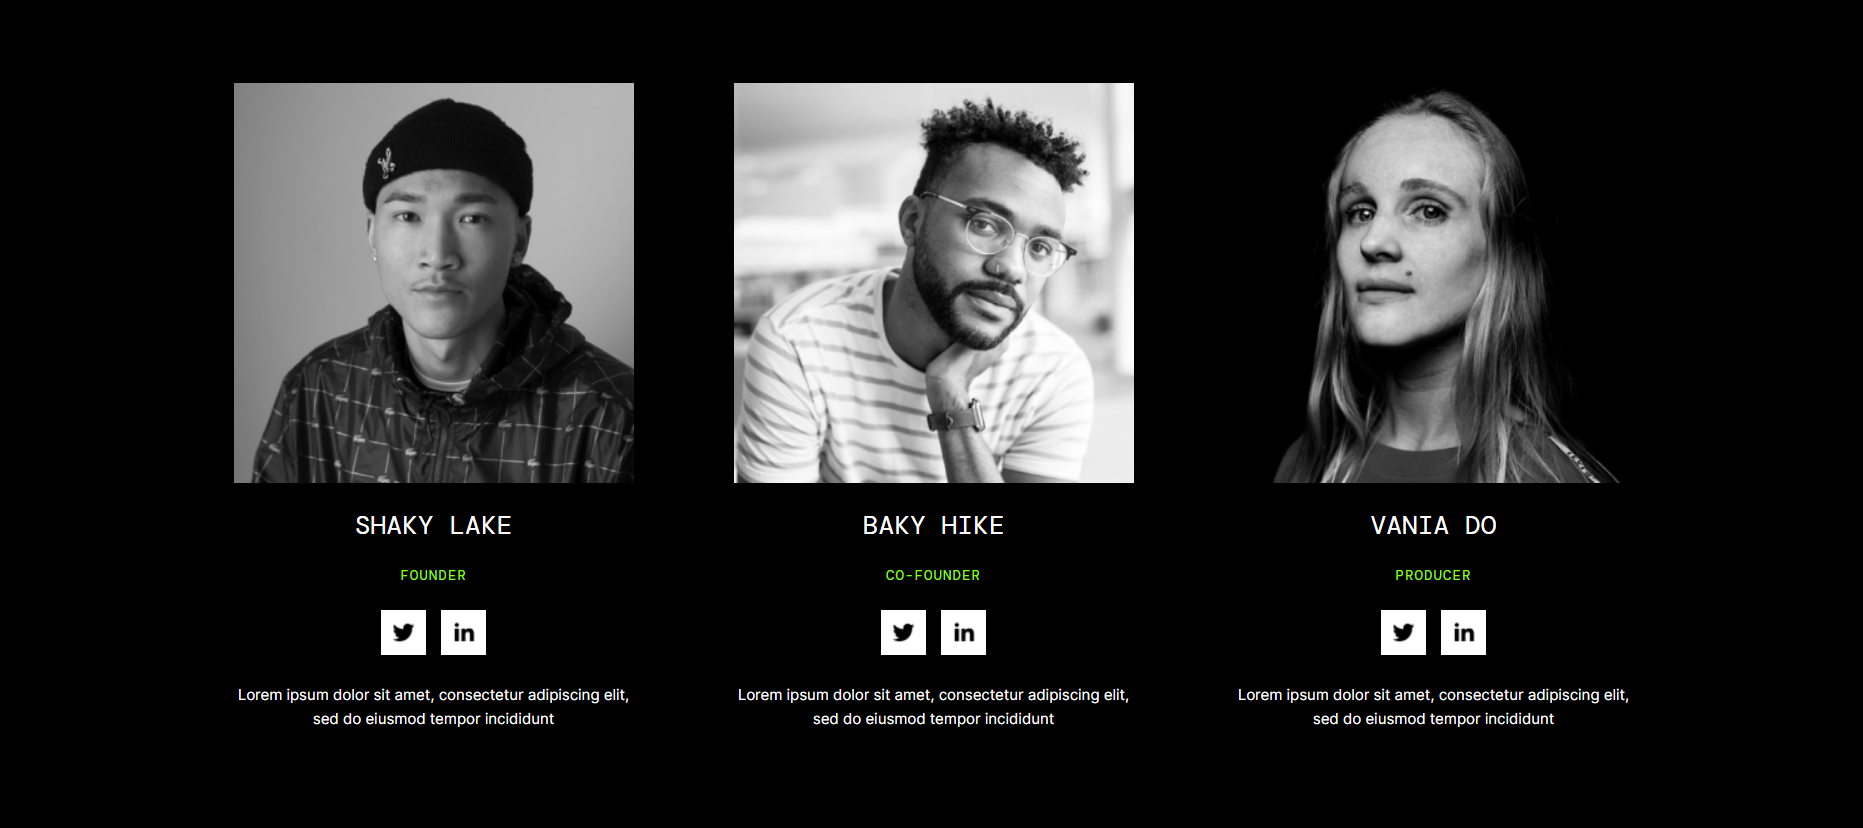 SHAKY LAKE
FOUNDER
in
Lorem ipsum dolor sit amet, consectetur adipiscing elit,
sed do eiusmod tempor incididunt
BAKY HIKE
CO-FOUNDER
in
Lorem ipsum dolor sit amet, consectetur adipiscing elit,
sed do eiusmod tempor incididunt
VANIA DO
PRODUCER
in
Lorem ipsum dolor sit amet, consectetur adipiscing elit,
sed do eiusmod tempor incididunt